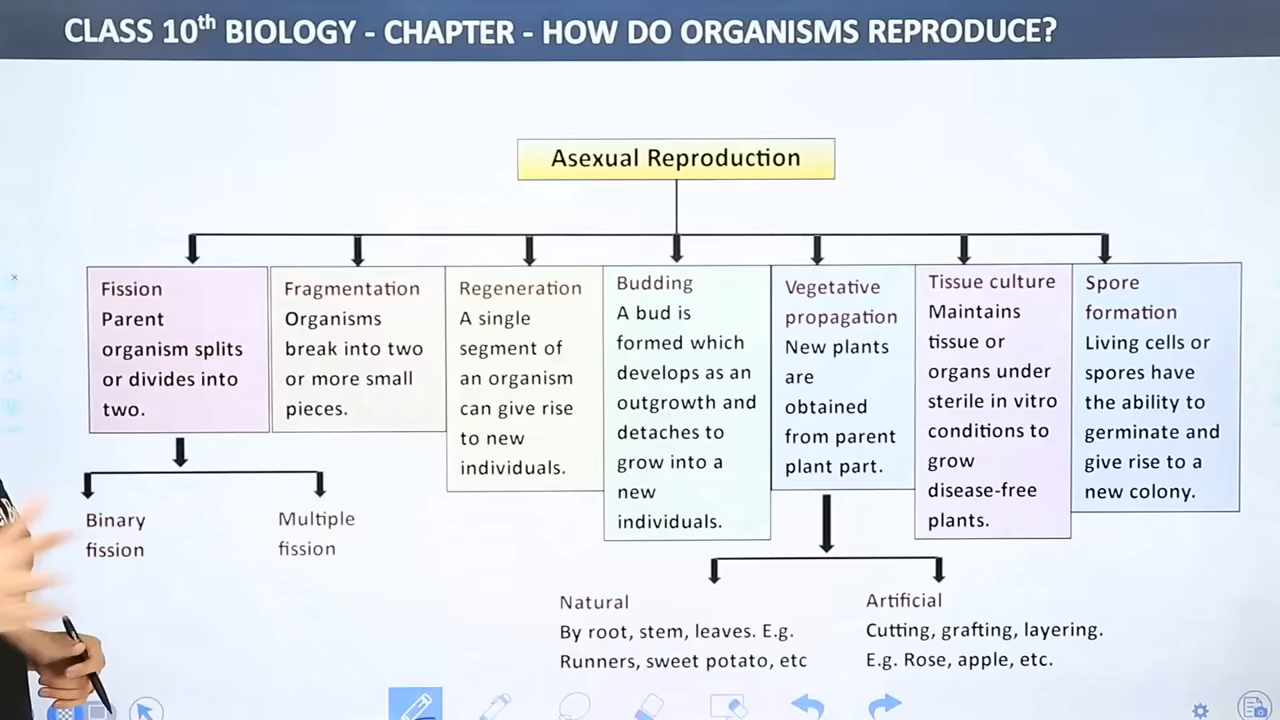 CLASS 10th BIOLOGY - CHAPTER - HOW DO ORGANISMS REPRODUCE?
Asexual Reproduction
Fission
Parent
organism splits
or divides into
two.
Fragmentation
Organisms
break into two
or more small
pieces.
Regeneration
A single
segment of
an organism
can give rise
to new
individuals.
Budding
A bud is
formed which
develops as an
outgrowth and
detaches to
grow into a
new
individuals.
Vegetative
propagation
New plants
are
obtained
from parent
plant part.
Tissue culture
Maintains
tissue or
organs under
sterile in vitro
conditions to
grow
disease-free
plants.
Spore
formation
Living cells or
spores have
the ability to
germinate and
give rise to a
new colony.
Binary
fission
Multiple
fission
Natural
By root, stem, leaves. E.g.
Runners, sweet potato, etc
Artificial
Cutting, grafting, layering.
E.g. Rose, apple, etc.